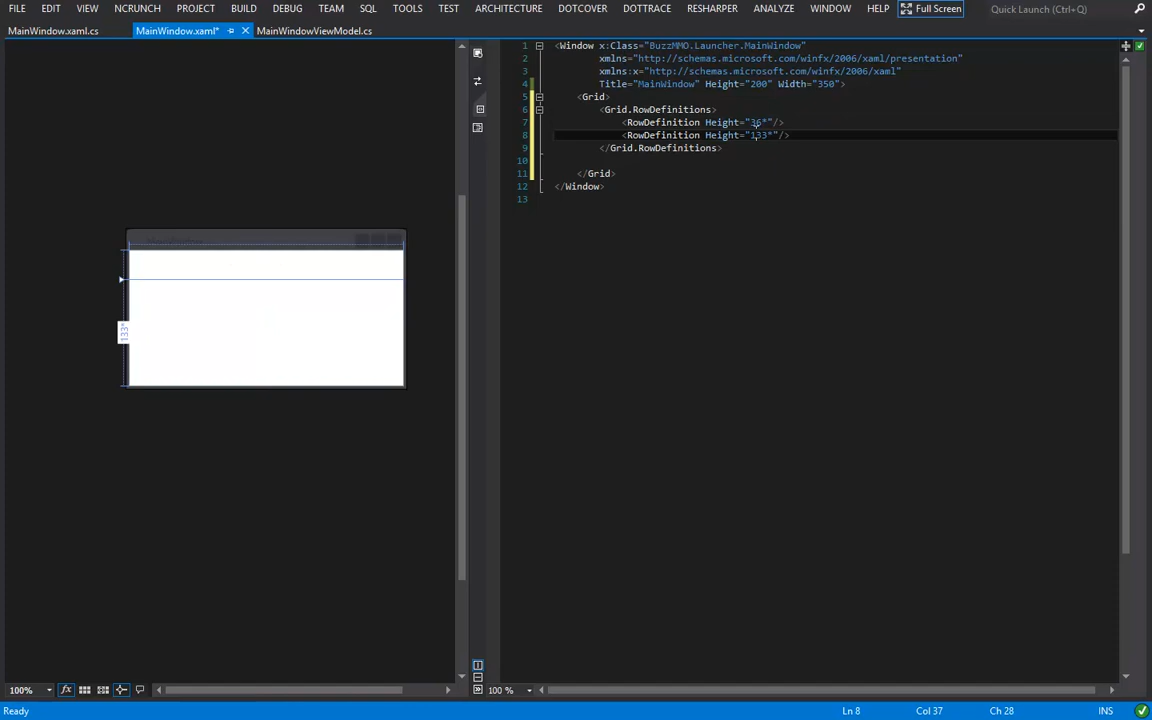 FILE EDIT VIEW NCRUNCH PROJECT BUILD DEBUG TEAM SQL TOOLS TEST ARCHITECTURE DOTCOVER DOTTRACE RESHARPER ANALYZE WINDOW HELP Full Screen Quick Launch (Ctrl+Q)
MainWindow.xaml.cs MainWindow.xaml* MainWindowViewModel.cs
1 <Window x:Class="BuzzMMO.Launcher.MainWindow"
2 xmlns="http://schemas.microsoft.com/winfx/2006/xaml/presentation"
3 xmlns:x="http://schemas.microsoft.com/winfx/2006/xaml"
4 Title="MainWindow" Height="200" Width="350">
5 <Grid>
6 <Grid.RowDefinitions>
7 <RowDefinition Height="36*"/>
8 <RowDefinition Height="133*"/>
9 </Grid.RowDefinitions>
10
11 </Grid>
12 </Window>
13
133*
100% fx 100 %
Ready Ln 8 Col 37 Ch 28 INS